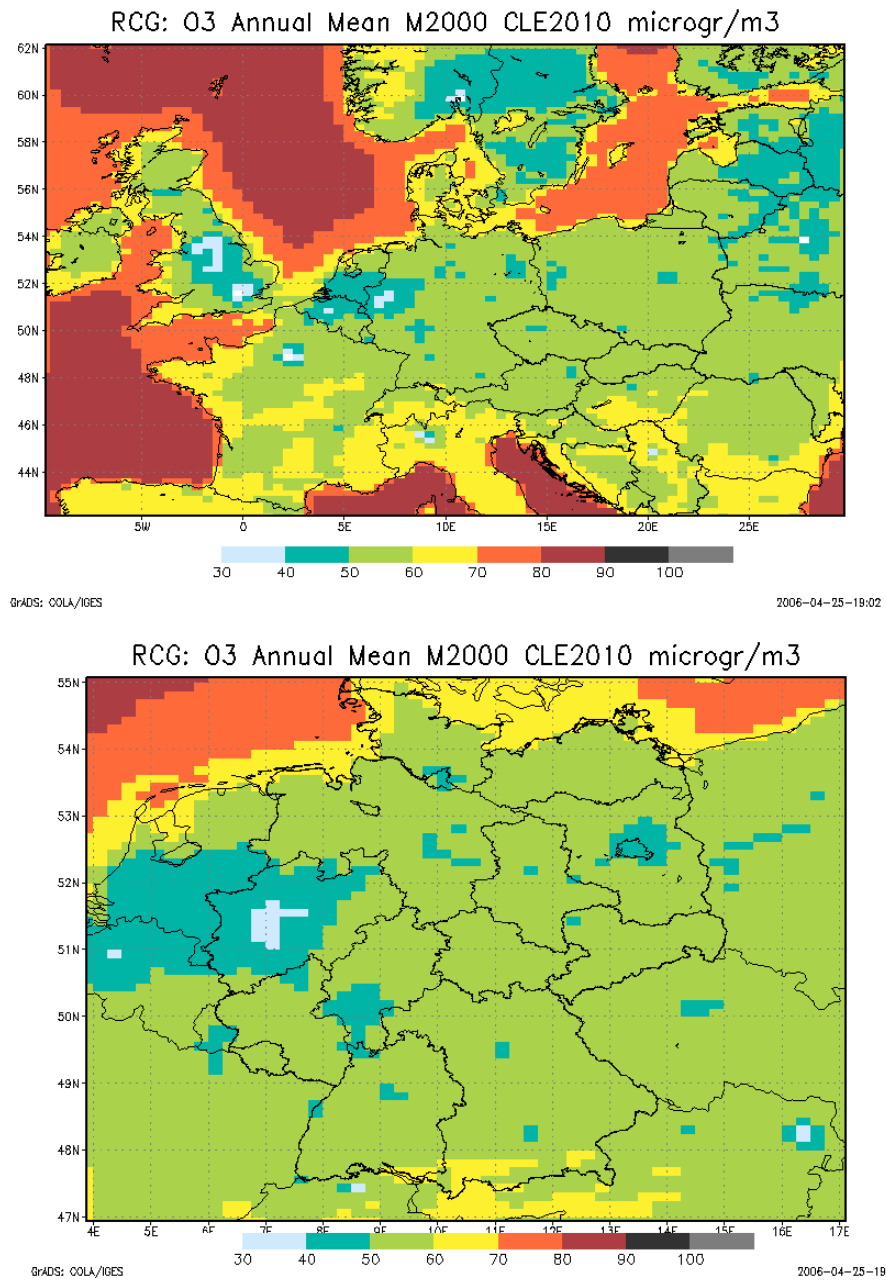 RCG: O3 Annual Mean M2000 CLE2010 microgr/m3
62N
60N
58N
56N
54N
52N
50N
48N
46N
44N
5W 0 5E 10E 15E 20E 25E
30 40 50 60 70 80 90 100
GrADS: COLA/IGES 2006-04-25-19:02
RCG: O3 Annual Mean M2000 CLE2010 microgr/m3
55N
54N
53N
52N
51N
50N
49N
48N
47N
4E 5E 6E 7E 8E 9E 10E 11E 12E 13E 14E 15E 16E 17E
30 40 50 60 70 80 90 100
GrADS: COLA/IGES 2006-04-25-19